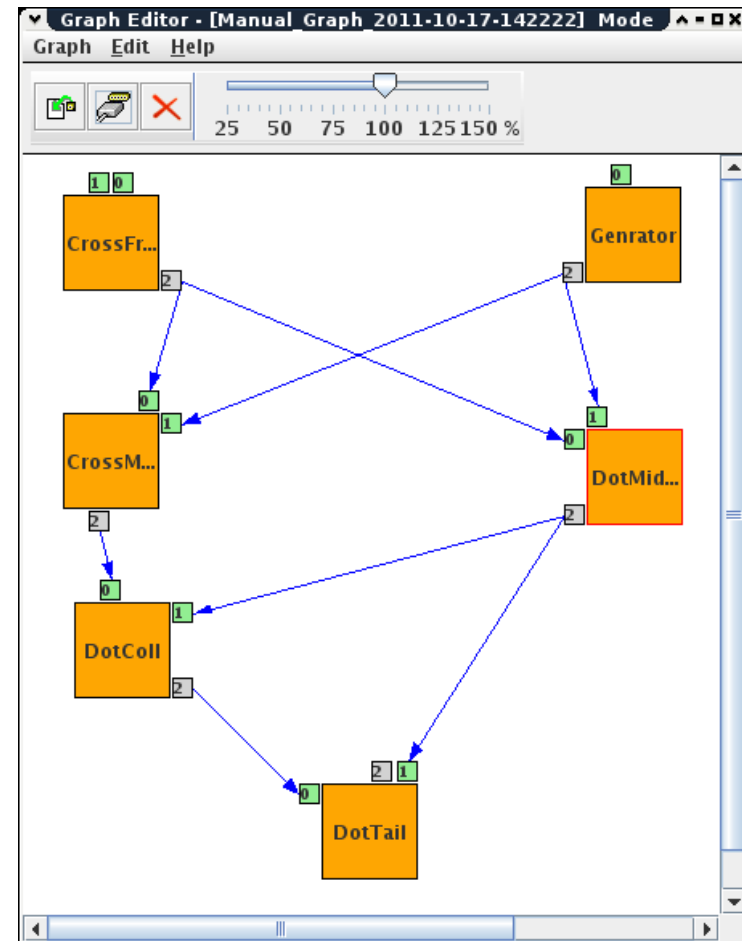 Graph Editor - [Manual_Graph_2011-10-17-142222] Mode
Graph Edit Help
25 50 75 100 125 150 %
1 0
0
CrossFr...
Genrator
2
2
0
1
1
0
CrossM...
DotMid...
2
2
0
1
DotColl
2
2 1
0
DotTail